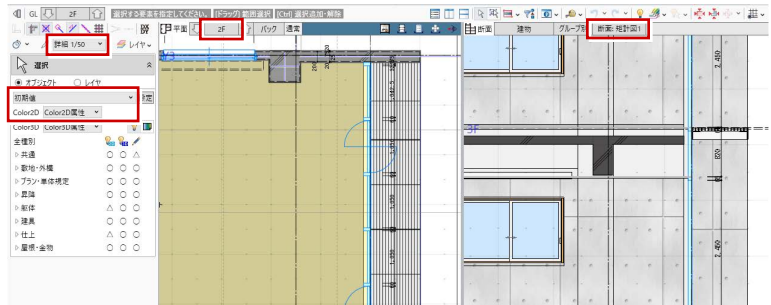 GL 2F 選択する要素を指定してください。 [ドラッグ] 範囲選択 [Ctrl] 選択追加・解除
平面 2F バック 通常 断面 建物 グループ別 断面: 矩計図1
詳細 1/50 レイヤー
選択
オブジェクト レイヤ
初期値
Color2D Color2D属性
Color3D Color3D属性
全種別
共通
敷地・外構
プラン・単体規定
昇降
躯体
建具
仕上
屋根・金物
3F
2,450
820
2,450